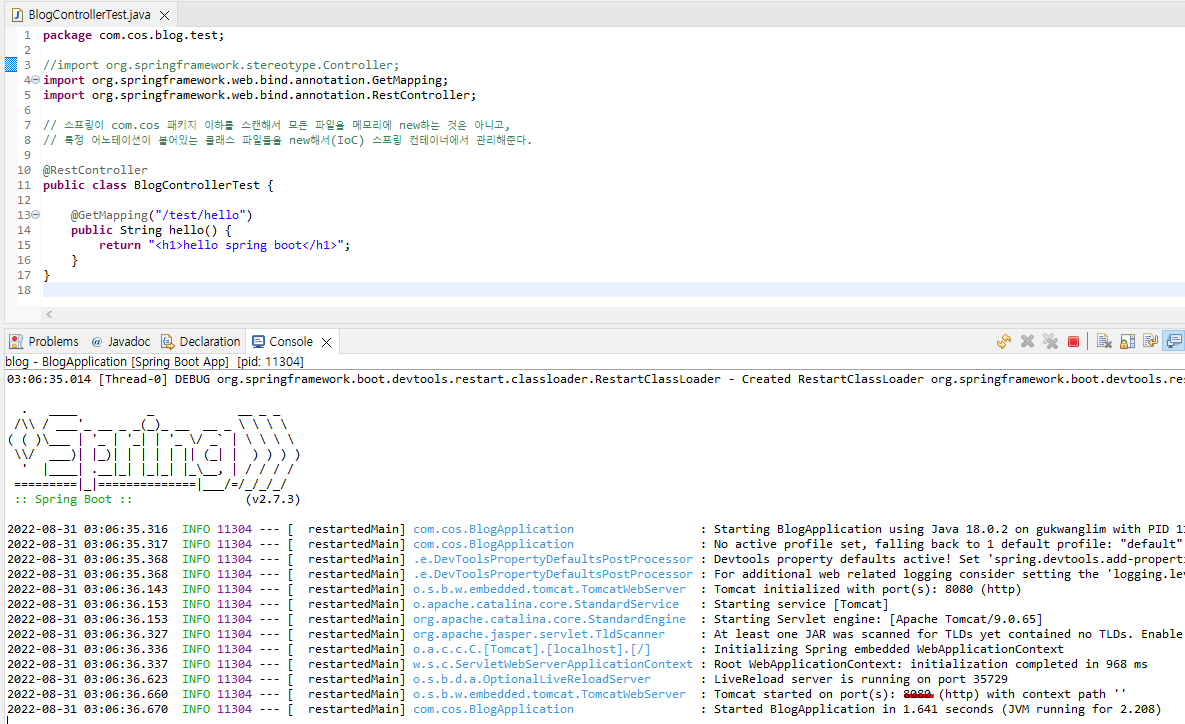 BlogControllerTest.java
1 package com.cos.blog.test;
2
3 //import org.springframework.stereotype.Controller;
4 import org.springframework.web.bind.annotation.GetMapping;
5 import org.springframework.web.bind.annotation.RestController;
6
7 // 스프링이 com.cos 패키지 이하를 스캔해서 모든 파일을 메모리에 new하는 것은 아니고,
8 // 특정 어노테이션이 붙어있는 클래스 파일들을 new해서(IoC) 스프링 컨테이너에서 관리해준다.
9
10 @RestController
11 public class BlogControllerTest {
12
13 @GetMapping("/test/hello")
14 public String hello() {
15 return "<h1>hello spring boot</h1>";
16 }
17 }
18
Problems @ Javadoc Declaration Console
blog - BlogApplication [Spring Boot App] [pid: 11304]
03:06:35.014 [Thread-0] DEBUG org.springframework.boot.devtools.restart.classloader.RestartClassLoader - Created RestartClassLoader org.springframework.boot.devtools.res
Spring
:: Spring Boot :: (v2.7.3)
2022-08-31 03:06:35.316 INFO 11304 --- [ restartedMain] com.cos.BlogApplication : Starting BlogApplication using Java 18.0.2 on gukwanglim with PID 11
2022-08-31 03:06:35.317 INFO 11304 --- [ restartedMain] com.cos.BlogApplication : No active profile set, falling back to 1 default profile: "default"
2022-08-31 03:06:35.368 INFO 11304 --- [ restartedMain] .e.DevToolsPropertyDefaultsPostProcessor : Devtools property defaults active! Set 'spring.devtools.add-properti
2022-08-31 03:06:35.368 INFO 11304 --- [ restartedMain] .e.DevToolsPropertyDefaultsPostProcessor : For additional web related logging consider setting the 'logging.lev
2022-08-31 03:06:36.143 INFO 11304 --- [ restartedMain] o.s.b.w.embedded.tomcat.TomcatWebServer : Tomcat initialized with port(s): 8080 (http)
2022-08-31 03:06:36.153 INFO 11304 --- [ restartedMain] o.apache.catalina.core.StandardService : Starting service [Tomcat]
2022-08-31 03:06:36.153 INFO 11304 --- [ restartedMain] org.apache.catalina.core.StandardEngine : Starting Servlet engine: [Apache Tomcat/9.0.65]
2022-08-31 03:06:36.327 INFO 11304 --- [ restartedMain] org.apache.jasper.servlet.TldScanner : At least one JAR was scanned for TLDs yet contained no TLDs. Enable
2022-08-31 03:06:36.336 INFO 11304 --- [ restartedMain] o.a.c.c.C.[Tomcat].[localhost].[/] : Initializing Spring embedded WebApplicationContext
2022-08-31 03:06:36.337 INFO 11304 --- [ restartedMain] w.s.c.ServletWebServerApplicationContext : Root WebApplicationContext: initialization completed in 968 ms
2022-08-31 03:06:36.623 INFO 11304 --- [ restartedMain] o.s.b.d.a.OptionalLiveReloadServer : LiveReload server is running on port 35729
2022-08-31 03:06:36.660 INFO 11304 --- [ restartedMain] o.s.b.w.embedded.tomcat.TomcatWebServer : Tomcat started on port(s): 8080 (http) with context path ''
2022-08-31 03:06:36.670 INFO 11304 --- [ restartedMain] com.cos.BlogApplication : Started BlogApplication in 1.641 seconds (JVM running for 2.208)